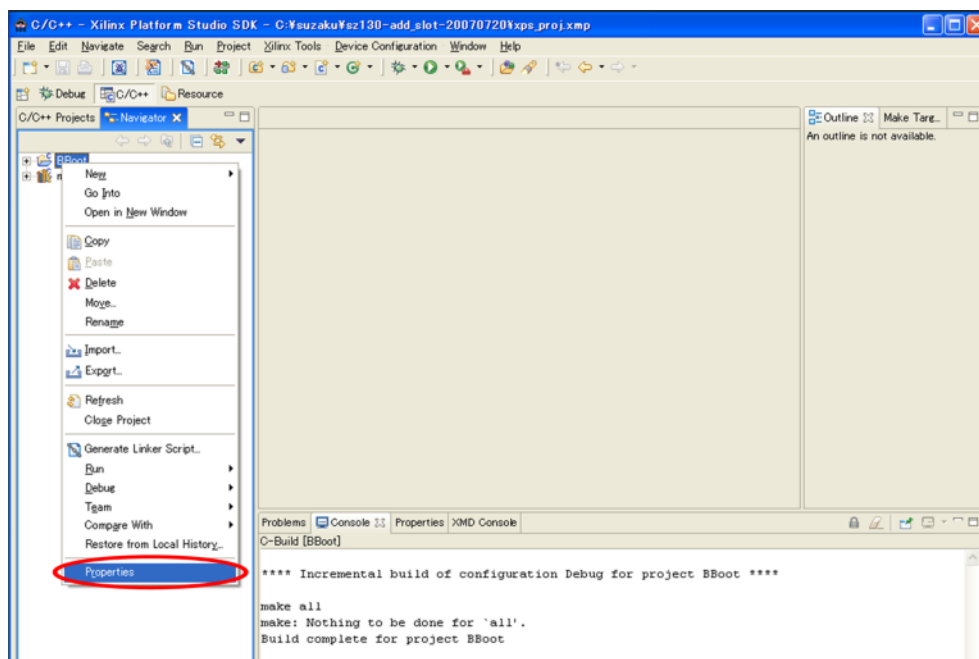 C/C++ - Xilinx Platform Studio SDK - C:¥suzaku¥sz130-add_slot-20070720¥xps_proj.xmp
File Edit Navigate Search Run Project Xilinx Tools Device Configuration Window Help
Debug C/C++ Resource
C/C++ Projects Navigator
Outline Make Targ...
An outline is not available.
BBoot
New
Go Into
Open in New Window
Copy
Paste
Delete
Move...
Rename
Import...
Export...
Refresh
Close Project
Generate Linker Script...
Run
Debug
Team
Compare With
Restore from Local History...
Properties
Problems Console Properties XMD Console
C-Build [BBoot]
**** Incremental build of configuration Debug for project BBoot ****
make all
make: Nothing to be done for `all'.
Build complete for project BBoot